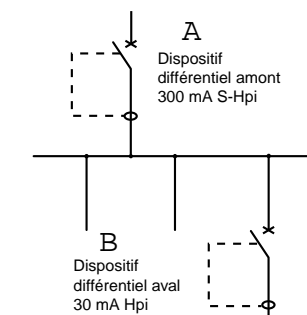 A
Dispositif
différentiel amont
300 mA S-Hpi
B
Dispositif
différentiel aval
30 mA Hpi